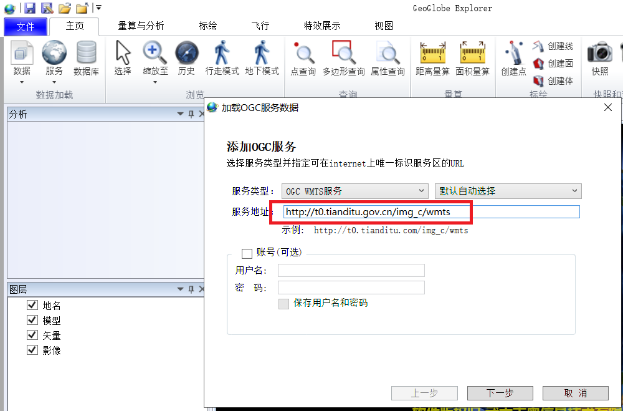 GeoGlobe Explorer
文件 主页 量算与分析 标绘 飞行 特效展示 视图
数据 服务 数据库 选择 缩放至 历史 行走模式 地下模式 点查询 多边形查询 属性查询 距离量算 面积量算 创建点 创建线 创建面 创建体 快照
数据加载 浏览 查询 量算 标绘
分析
加载OGC服务数据
添加OGC服务
选择服务类型并指定可在internet上唯一标识服务区的URL
服务类型: OGC WMTS服务 默认自动选择
服务地址: http://t0.tianditu.gov.cn/img_c/wmts
示例: http://t0.tianditu.com/img_c/wmts
账号(可选)
用户名:
密 码:
保存用户名和密码
图层
地名
模型
矢量
影像
上一步 下一步 取 消